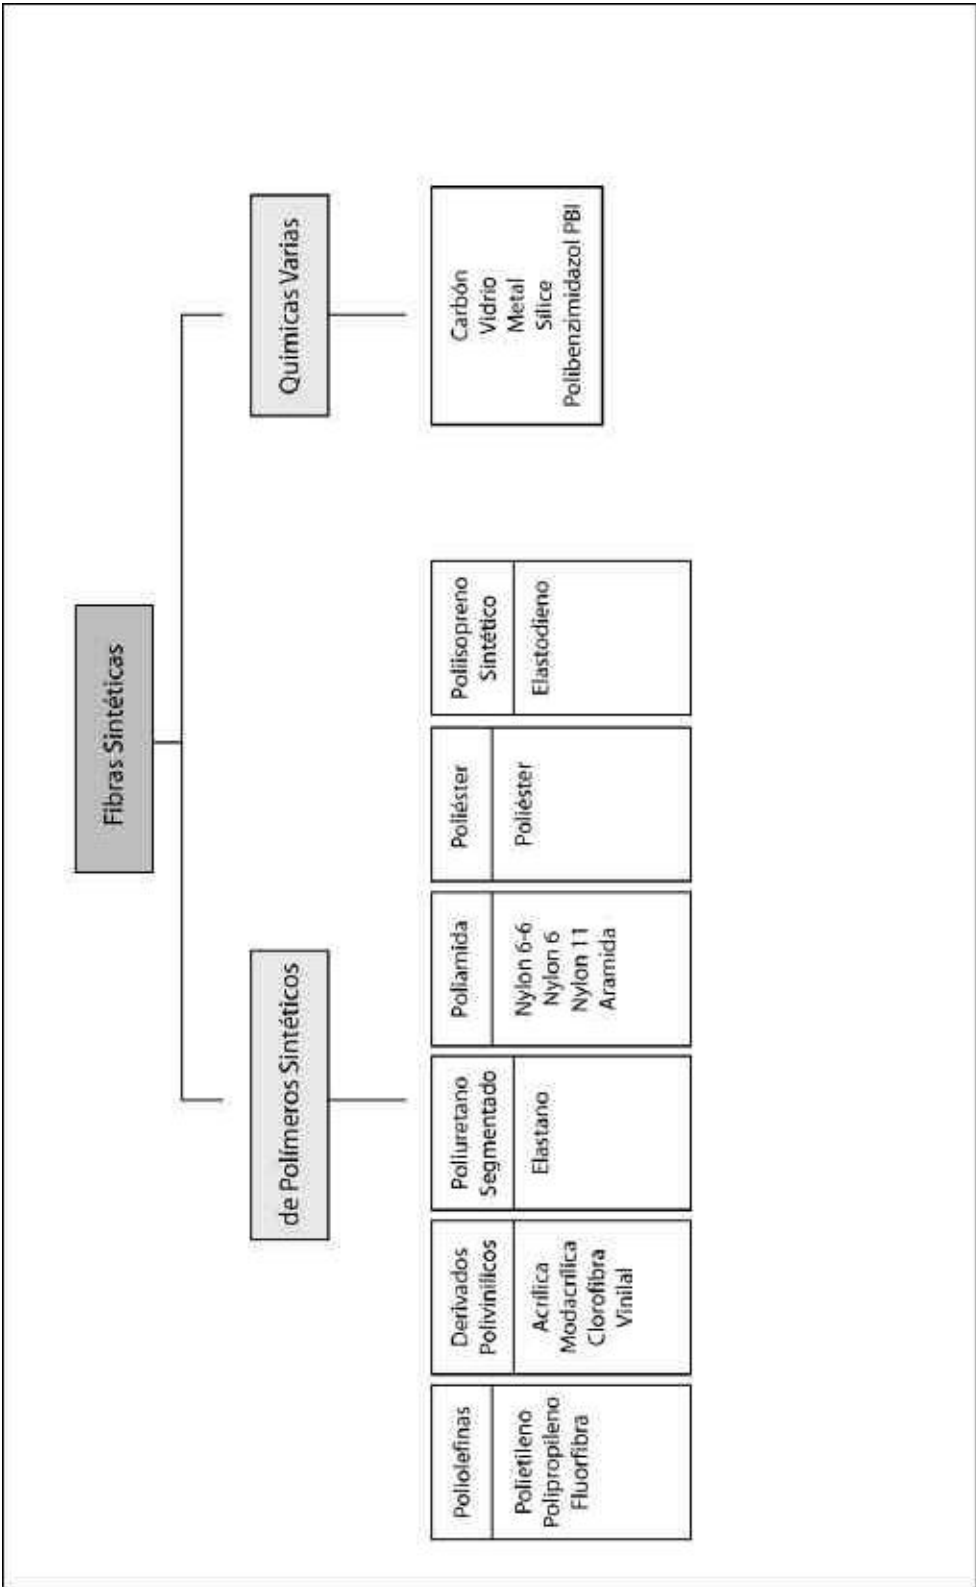 Fibras Sintéticas
de Polímeros Sintéticos
Quimicas Varias
Poliolefinas
Polietileno
Polipropileno
Fluorfibra
Derivados
Polivinílicos
Acrílica
Modacrílica
Clorofibra
Vinilal
Poliuretano
Segmentado
Elastano
Poliamida
Nylon 6-6
Nylon 6
Nylon 11
Aramida
Poliéster
Poliéster
Poliisopreno
Sintético
Elastodieno
Carbón
Vidrio
Metal
Sílice
Polibenzimidazol PBI